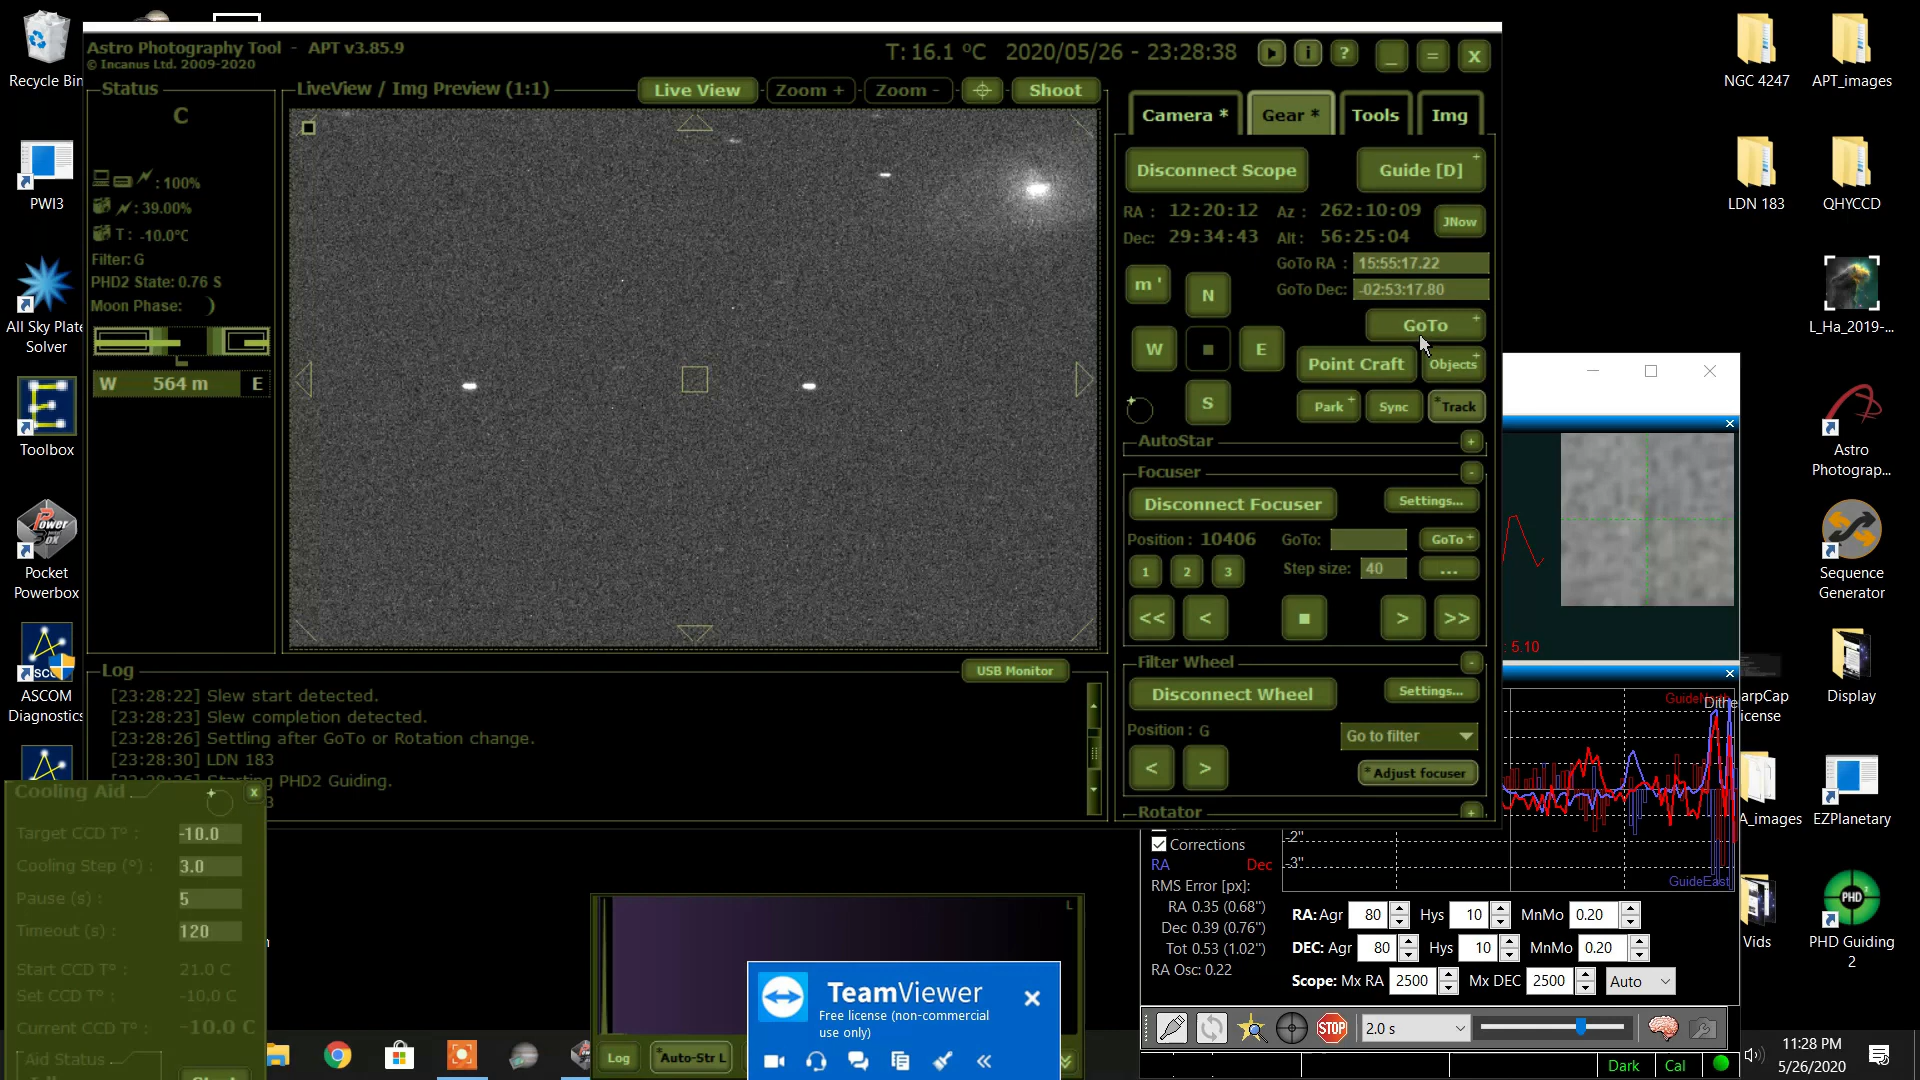 Recycle Bin
PWI3
All Sky Plate
Solver
Toolbox
Pocket
Powerbox
ASCOM
Diagnostics
Astro Photography Tool - APT v3.85.9
© Incanus Ltd. 2009-2020
T: 16.1 °C 2020/05/26 - 23:28:38
i ? _ = X
Status
C
: 100%
: 39.00%
T: -10.0°C
Filter: G
PHD2 State: 0.76 S
Moon Phase:
W 564 m E
LiveView / Img Preview (1:1)
Live View
Zoom +
Zoom -
Shoot
Camera *
Gear *
Tools
Img
Disconnect Scope
Guide [D]
RA : 12:20:12 Az : 262:10:09
Dec: 29:34:43 Alt : 56:25:04
JNow
GoTo RA : 15:55:17.22
GoTo Dec: -02:53:17.80
m '
N
W
E
S
GoTo
Point Craft
Objects
Park
Sync
Track
AutoStar
Focuser
Disconnect Focuser
Settings...
Position : 10406 GoTo: GoTo
1 2 3 Step size: 40 ...
<< < > >>
Filter Wheel
Disconnect Wheel
Settings...
Position : G
Go to filter
< >
Adjust focuser
Rotator
Log
USB Monitor
[23:28:22] Slew start detected.
[23:28:23] Slew completion detected.
[23:28:26] Settling after GoTo or Rotation change.
[23:28:30] LDN 183
Starting PHD2 Guiding.
Cooling Aid
X
Target CCD T° : -10.0
Cooling Step (°) : 3.0
Pause (s) : 5
Timeout (s) : 120
Start CCD T° : 21.0 C
Set CCD T° : -10.0 C
Current CCD T° : -10.0 C
Aid Status
L
Log
Auto-Str L
TeamViewer
Free license (non-commercial
use only)
: 5.10
GuideNorth
Dithe
-2"
-3"
GuideEast
Corrections
RA Dec
RMS Error [px]:
RA 0.35 (0.68")
Dec 0.39 (0.76")
Tot 0.53 (1.02")
RA Osc: 0.22
RA: Agr 80 Hys 10 MnMo 0.20
DEC: Agr 80 Hys 10 MnMo 0.20
Scope: Mx RA 2500 Mx DEC 2500 Auto
STOP
2.0 s
Dark Cal
NGC 4247
APT_images
LDN 183
QHYCCD
L_Ha_2019-...
Astro
Photograp...
Sequence
Generator
arpCap
icense
Display
A_images
EZPlanetary
Vids
PHD
PHD Guiding
2
11:28 PM
5/26/2020